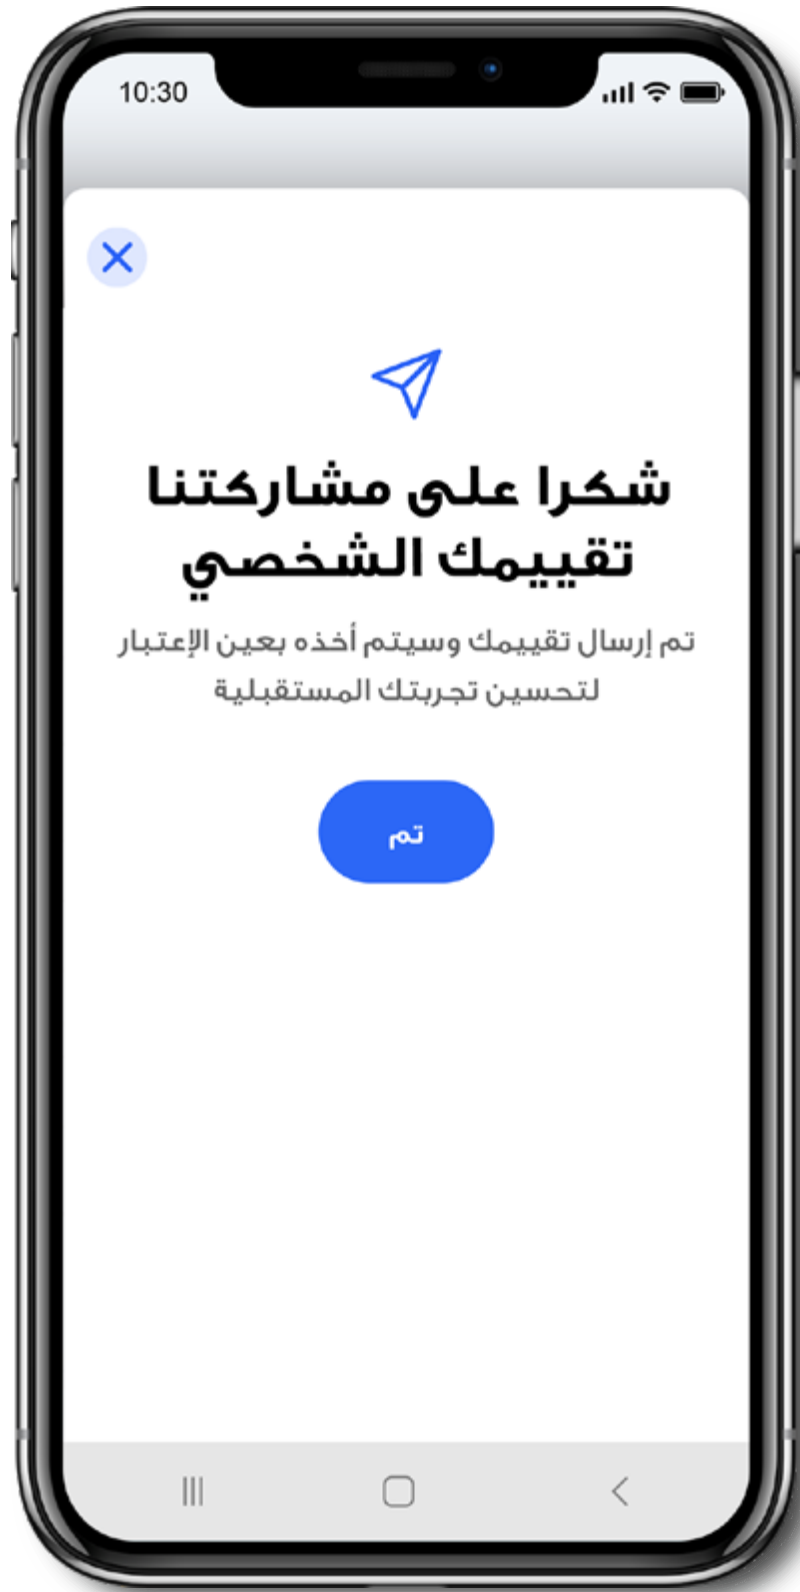 10:30
شكرا على مشاركتنا
تقييمك الشخصي
تم إرسال تقييمك وسيتم أخذه بعين الإعتبار
لتحسين تجربتك المستقبلية
تم